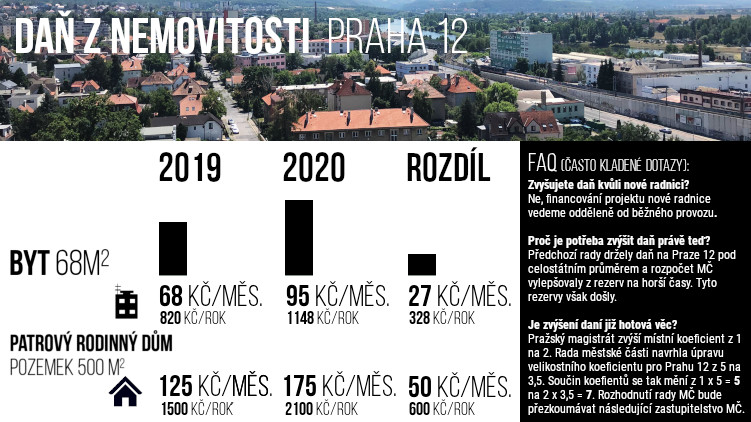 DAŇ Z NEMOVITOSTI PRAHA 12
2019 2020 ROZDÍL
BYT 68M²
68 KČ/MĚS. 95 KČ/MĚS. 27 KČ/MĚS.
820 KČ/ROK 1148 KČ/ROK 328 KČ/ROK
PATROVÝ RODINNÝ DŮM
POZEMEK 500 M²
125 KČ/MĚS. 175 KČ/MĚS. 50 KČ/MĚS.
1500 KČ/ROK 2100 KČ/ROK 600 KČ/ROK
FAQ (ČASTO KLADENÉ DOTAZY):
Zvyšujete daň kvůli nové radnici?
Ne, financování projektu nové radnice
vedeme odděleně od běžného provozu.
Proč je potřeba zvýšit daň právě teď?
Předchozí rady držely daň na Praze 12 pod
celostátním průměrem a rozpočet MČ
vylepšovaly z rezerv na horší časy. Tyto
rezervy však došly.
Je zvýšení daní již hotová věc?
Pražský magistrát zvýší místní koeficient z 1
na 2. Rada městské části navrhla úpravu
velikostního koeficientu pro Prahu 12 z 5 na
3,5. Součin koefientů se tak mění z 1 x 5 = 5
na 2 x 3,5 = 7. Rozhodnutí rady MČ bude
přezkoumávat následující zastupitelstvo MČ.